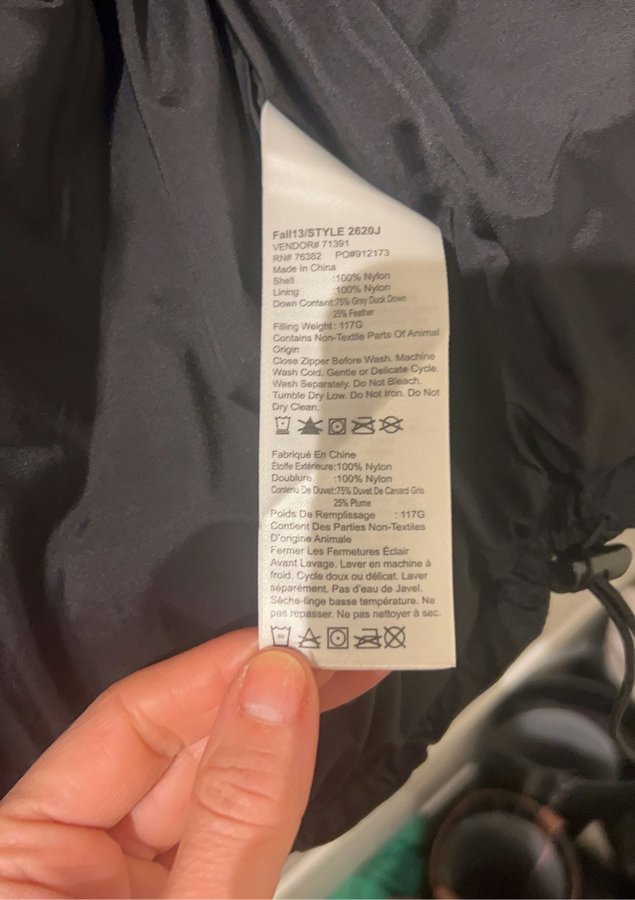 Fall13/STYLE 2620J
VENDOR# 71391
RN# 76382 PO#912173
Made In China
Shell :100% Nylon
Lining :100% Nylon
Down Content:75% Grey Duck Down
25% Feather
Filling Weight : 117G
Contains Non-Textile Parts Of Animal
Origin
Close Zipper Before Wash. Machine
Wash Cold. Gentle or Delicate Cycle.
Wash Separately. Do Not Bleach.
Tumble Dry Low. Do Not Iron. Do Not
Dry Clean.
Fabriqué En Chine
Étoffe Extérieure:100% Nylon
Doublure :100% Nylon
Contenu De Duvet:75% Duvet De Canard Gris
25% Plume
Poids De Remplissage : 117G
Contient Des Parties Non-Textiles
D'origine Animale
Fermer Les Fermetures Éclair
Avant Lavage. Laver en machine à
froid. Cycle doux ou délicat. Laver
séparément. Pas d'eau de Javel.
Sèche-linge basse température. Ne
pas repasser. Ne pas nettoyer à sec.
30